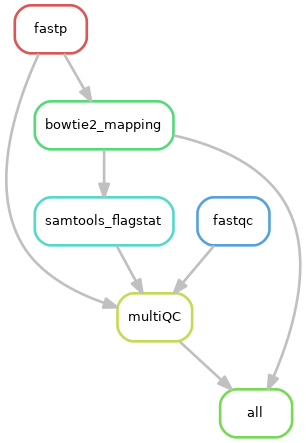 fastp
bowtie2_mapping
samtools_flagstat
fastqc
multiQC
all